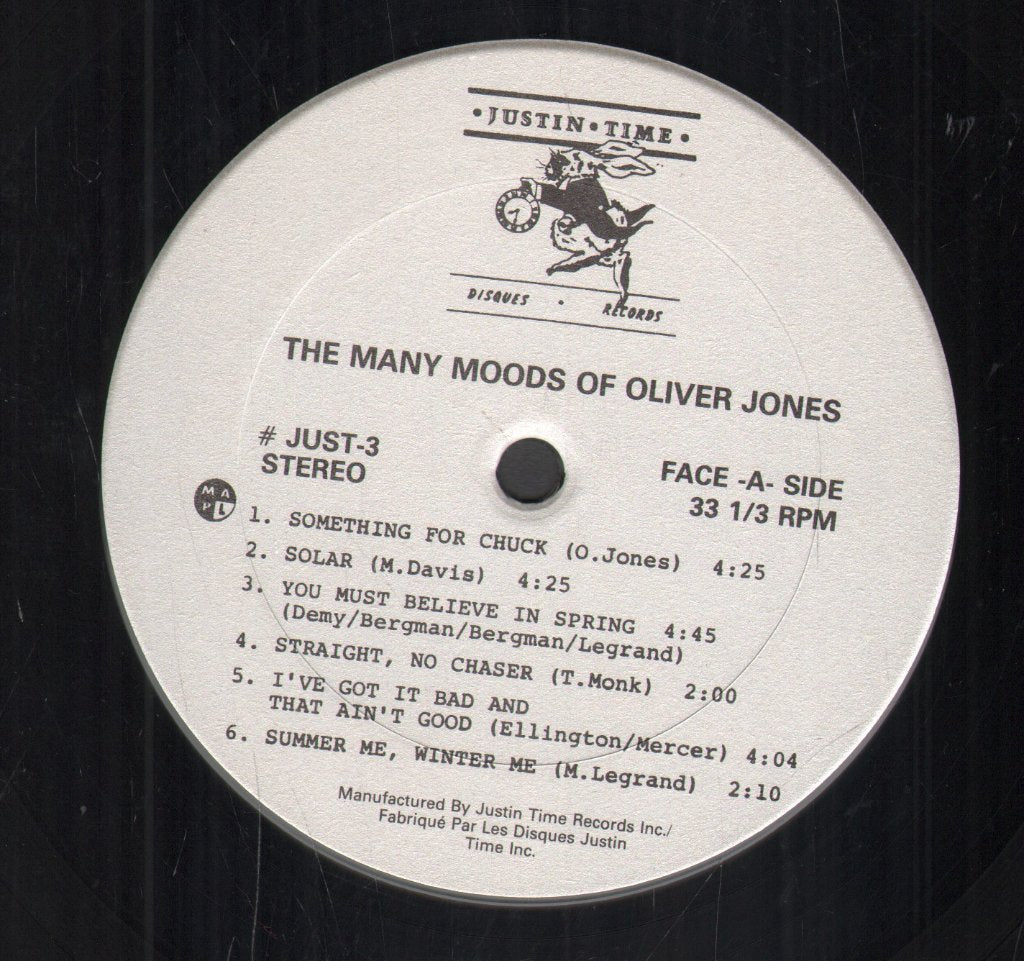 •JUSTIN•TIME•
DISQUES • RECORDS
THE MANY MOODS OF OLIVER JONES
# JUST-3
STEREO
FACE -A- SIDE
33 1/3 RPM
M A
P L
1. SOMETHING FOR CHUCK (O.Jones) 4:25
2. SOLAR (M.Davis) 4:25
3. YOU MUST BELIEVE IN SPRING 4:45
(Demy/Bergman/Bergman/Legrand)
4. STRAIGHT, NO CHASER (T.Monk) 2:00
5. I'VE GOT IT BAD AND
THAT AIN'T GOOD (Ellington/Mercer) 4:04
6. SUMMER ME, WINTER ME (M.Legrand) 2:10
Manufactured By Justin Time Records Inc./
Fabriqué Par Les Disques Justin
Time Inc.